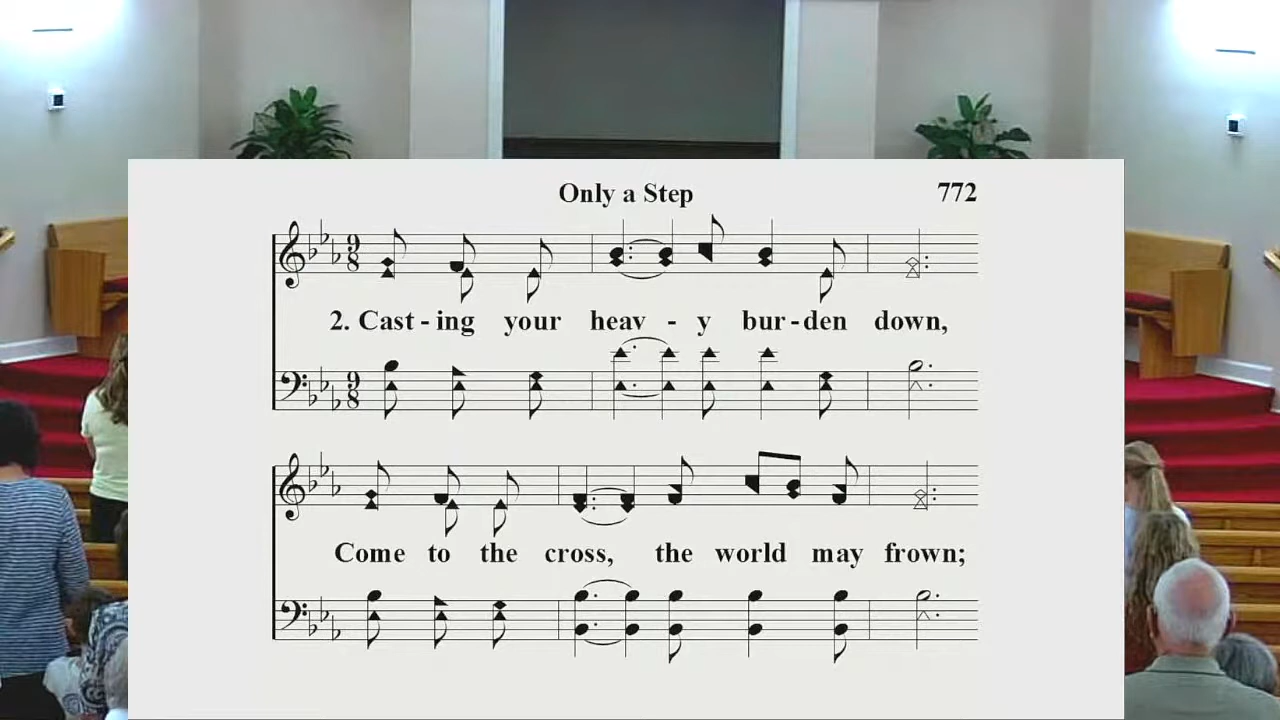 Only a Step 772
2. Cast - ing your heav - y bur - den down,
Come to the cross, the world may frown;